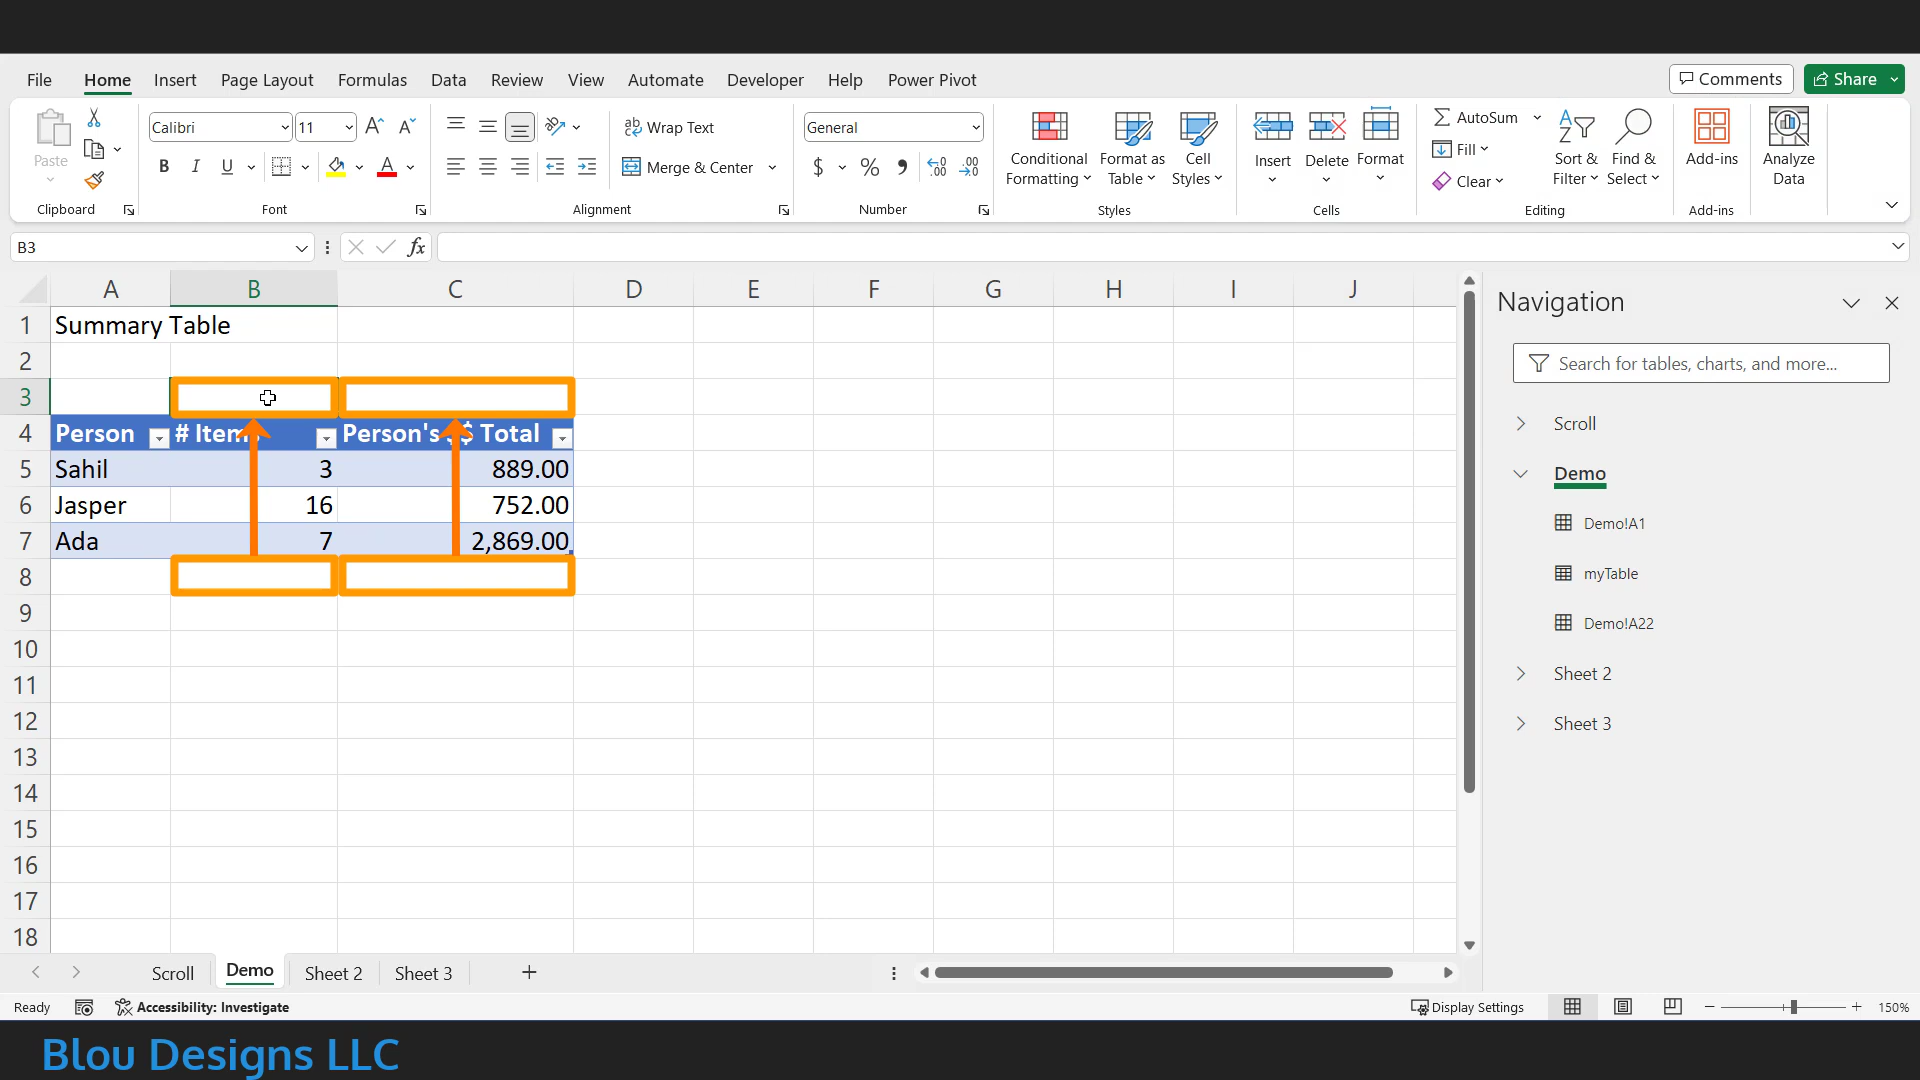 File Home Insert Page Layout Formulas Data Review View Automate Developer Help Power Pivot Comments Share
Paste
Clipboard
Calibri 11
B I U A
Font
ab Wrap Text
Merge & Center
Alignment
General
$ % , .00
Number
Conditional
Formatting
Format as
Table
Cell
Styles
Styles
Insert Delete Format
Cells
AutoSum
Fill
Clear
Sort &
Filter
Find &
Select
Editing
Add-ins
Add-ins
Analyze
Data
B3 fx
A B C D E F G H I J
1 Summary Table
2
3
4 Person # Person's Total
5 Sahil 3 889.00
6 Jasper 16 752.00
7 Ada 7 2,869.00
8
9
10
11
12
13
14
15
16
17
18
Navigation
Search for tables, charts, and more...
Scroll
Demo
Demo!A1
myTable
Demo!A22
Sheet 2
Sheet 3
Scroll Demo Sheet 2 Sheet 3 +
Ready Accessibility: Investigate Display Settings 150%
Blou Designs LLC